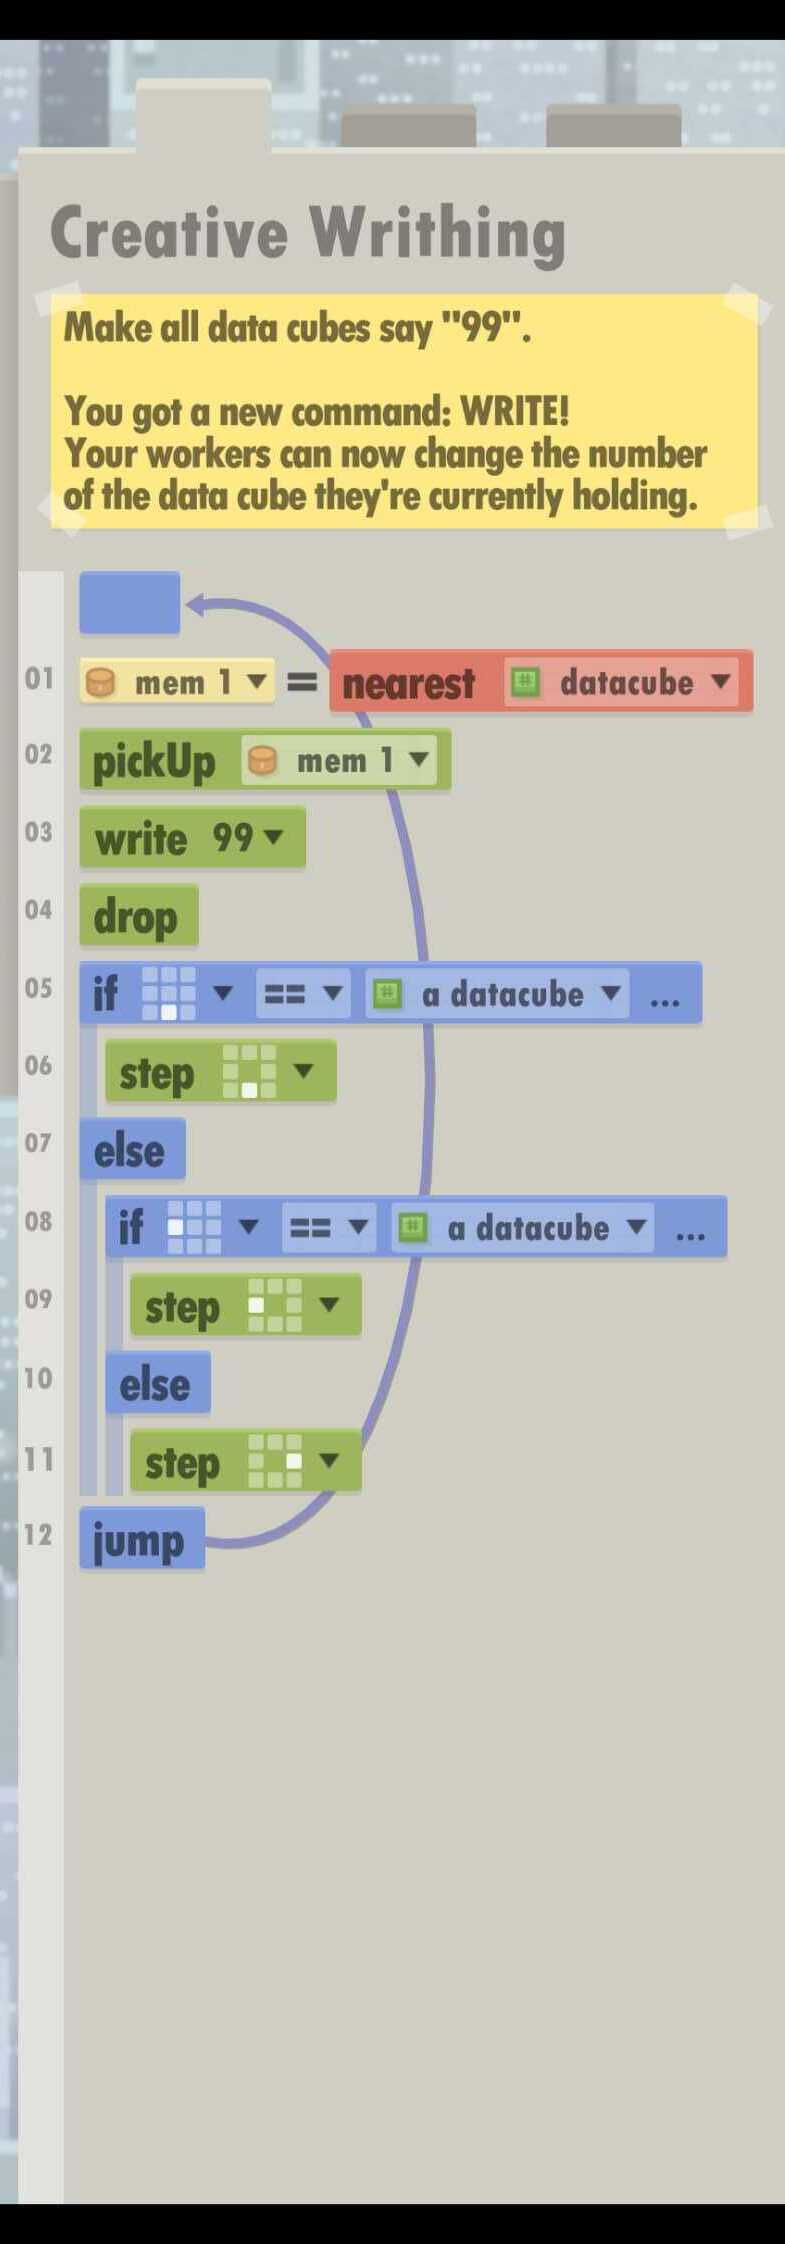 Creative Writhing
Make all data cubes say "99".
You got a new command: WRITE!
Your workers can now change the number
of the data cube they're currently holding.
01 mem 1 = nearest datacube
02 pickUp mem 1
03 write 99
04 drop
05 if == a datacube ...
06 step
07 else
08 if == a datacube ...
09 step
10 else
11 step
12 jump